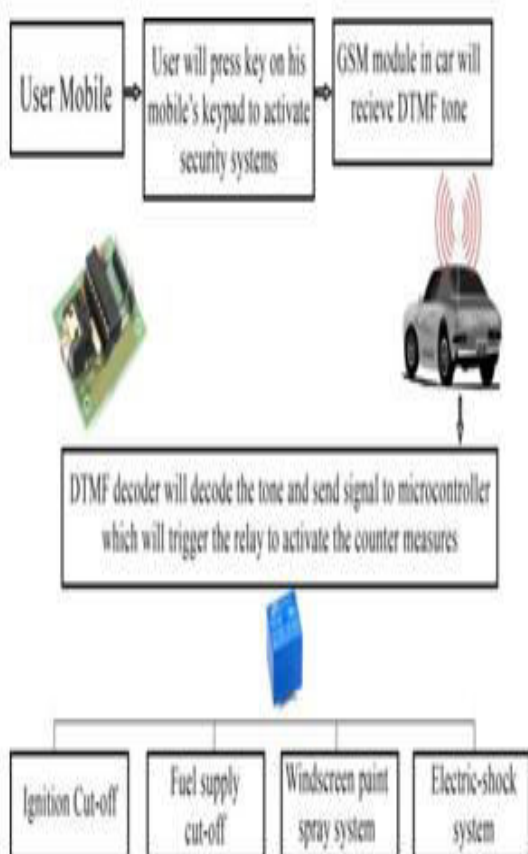 User Mobile
User will press key on his
mobile's keypad to activate
security systems
GSM module in car will
recieve DTMF tone
DTMF decoder will decode the tone and send signal to microcontroller
which will trigger the relay to activate the counter measures
Ignition Cut-off
Fuel supply
cut-off
Windscreen paint
spray system
Electric-shock
system